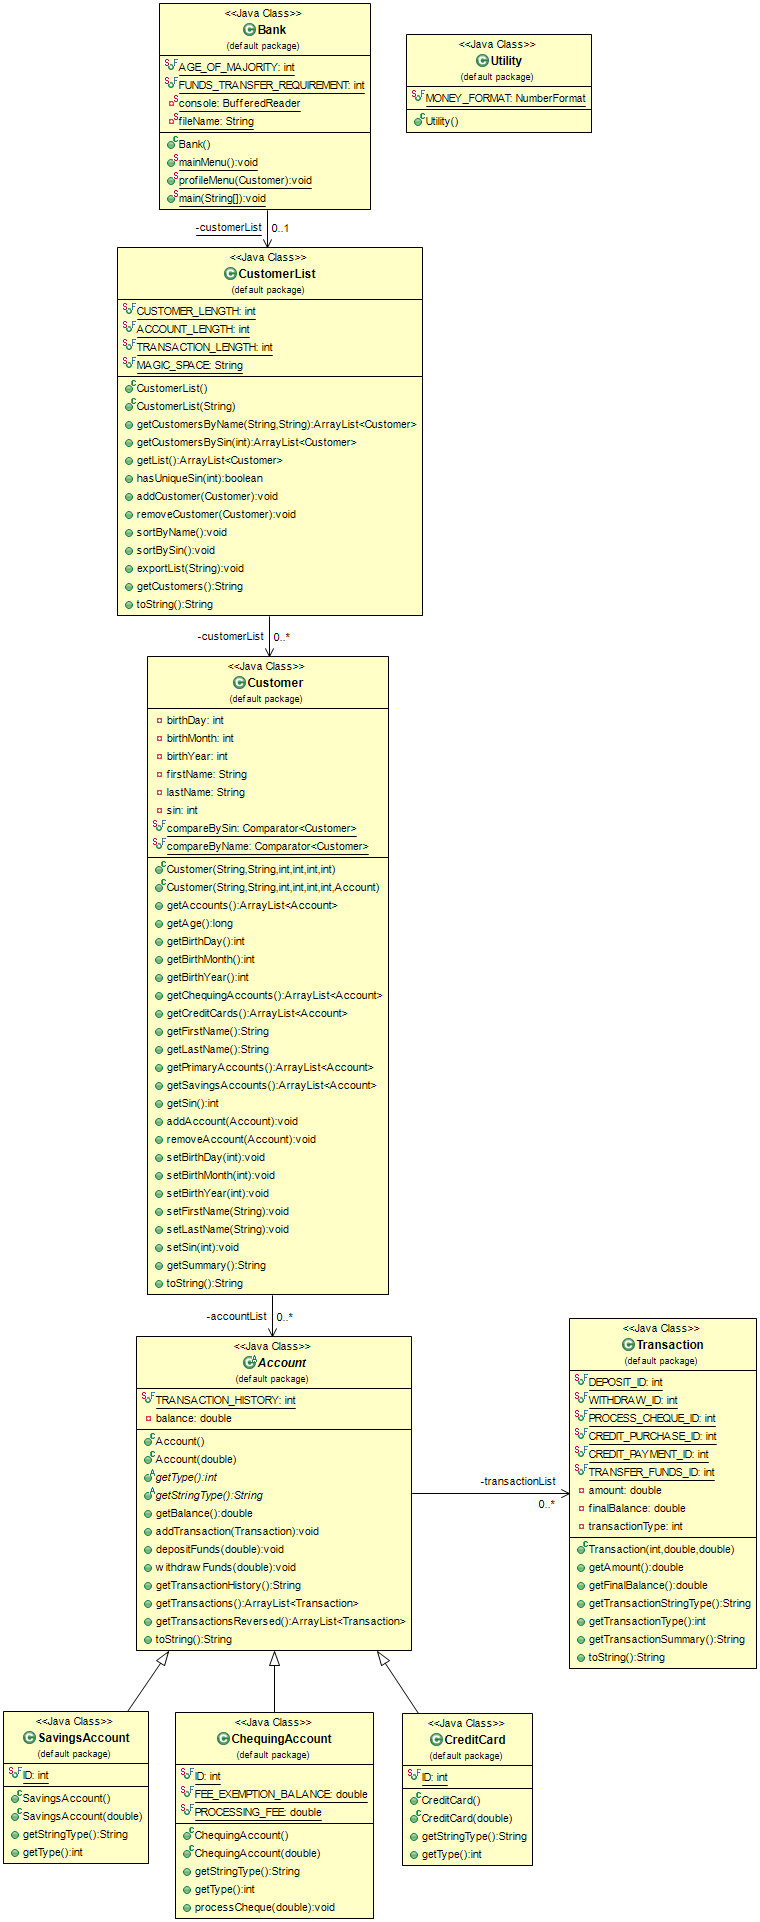 <<Java Class>>
Bank
(default package)
AGE_OF_MAJORITY: int
FUNDS_TRANSFER_REQUIREMENT: int
console: BufferedReader
fileName: String
Bank()
mainMenu():void
profileMenu(Customer):void
main(String[]):void
<<Java Class>>
Utility
(default package)
MONEY_FORMAT: NumberFormat
Utility()
-customerList
0..1
<<Java Class>>
CustomerList
(default package)
CUSTOMER_LENGTH: int
ACCOUNT_LENGTH: int
TRANSACTION_LENGTH: int
MAGIC_SPACE: String
CustomerList()
CustomerList(String)
getCustomersByName(String,String):ArrayList<Customer>
getCustomersBySin(int):ArrayList<Customer>
getList():ArrayList<Customer>
hasUniqueSin(int):boolean
addCustomer(Customer):void
removeCustomer(Customer):void
sortByName():void
sortBySin():void
exportList(String):void
getCustomers():String
toString():String
-customerList
0..*
<<Java Class>>
Customer
(default package)
birthDay: int
birthMonth: int
birthYear: int
firstName: String
lastName: String
sin: int
compareBySin: Comparator<Customer>
compareByName: Comparator<Customer>
Customer(String,String,int,int,int,int)
Customer(String,String,int,int,int,int,Account)
getAccounts():ArrayList<Account>
getAge():long
getBirthDay():int
getBirthMonth():int
getBirthYear():int
getChequingAccounts():ArrayList<Account>
getCreditCards():ArrayList<Account>
getFirstName():String
getLastName():String
getPrimaryAccounts():ArrayList<Account>
getSavingsAccounts():ArrayList<Account>
getSin():int
addAccount(Account):void
removeAccount(Account):void
setBirthDay(int):void
setBirthMonth(int):void
setBirthYear(int):void
setFirstName(String):void
setLastName(String):void
setSin(int):void
getSummary():String
toString():String
-accountList
0..*
<<Java Class>>
Account
(default package)
TRANSACTION_HISTORY: int
balance: double
Account()
Account(double)
getType():int
getStringType():String
getBalance():double
addTransaction(Transaction):void
depositFunds(double):void
withdrawFunds(double):void
getTransactionHistory():String
getTransactions():ArrayList<Transaction>
getTransactionsReversed():ArrayList<Transaction>
toString():String
-transactionList
0..*
<<Java Class>>
Transaction
(default package)
DEPOSIT_ID: int
WITHDRAW_ID: int
PROCESS_CHEQUE_ID: int
CREDIT_PURCHASE_ID: int
CREDIT_PAYMENT_ID: int
TRANSFER_FUNDS_ID: int
amount: double
finalBalance: double
transactionType: int
Transaction(int,double,double)
getAmount():double
getFinalBalance():double
getTransactionStringType():String
getTransactionType():int
getTransactionSummary():String
toString():String
<<Java Class>>
SavingsAccount
(default package)
ID: int
SavingsAccount()
SavingsAccount(double)
getStringType():String
getType():int
<<Java Class>>
ChequingAccount
(default package)
ID: int
FEE_EXEMPTION_BALANCE: double
PROCESSING_FEE: double
ChequingAccount()
ChequingAccount(double)
getStringType():String
getType():int
processCheque(double):void
<<Java Class>>
CreditCard
(default package)
ID: int
CreditCard()
CreditCard(double)
getStringType():String
getType():int